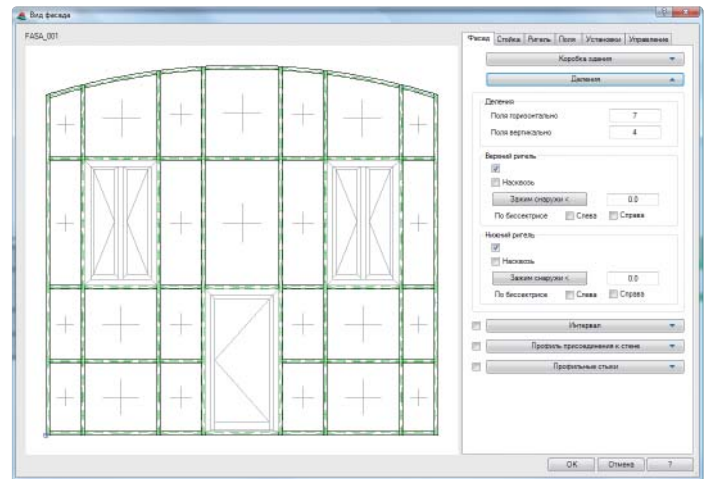 Вид фасада
FASA_001
Фасад Стойка Ригель Поля Установки Управление
Коробка здания
Деления
Деления
Поля горизонтально 7
Поля вертикально 4
Верхний ригель
Насквозь
Зажим снаружи < 0.0
По биссектрисе Слева Справа
Нижний ригель
Насквозь
Зажим снаружи < 0.0
По биссектрисе Слева Справа
Интервал
Профиль присоединения к стене
Профильные стыки
OK Отмена ?